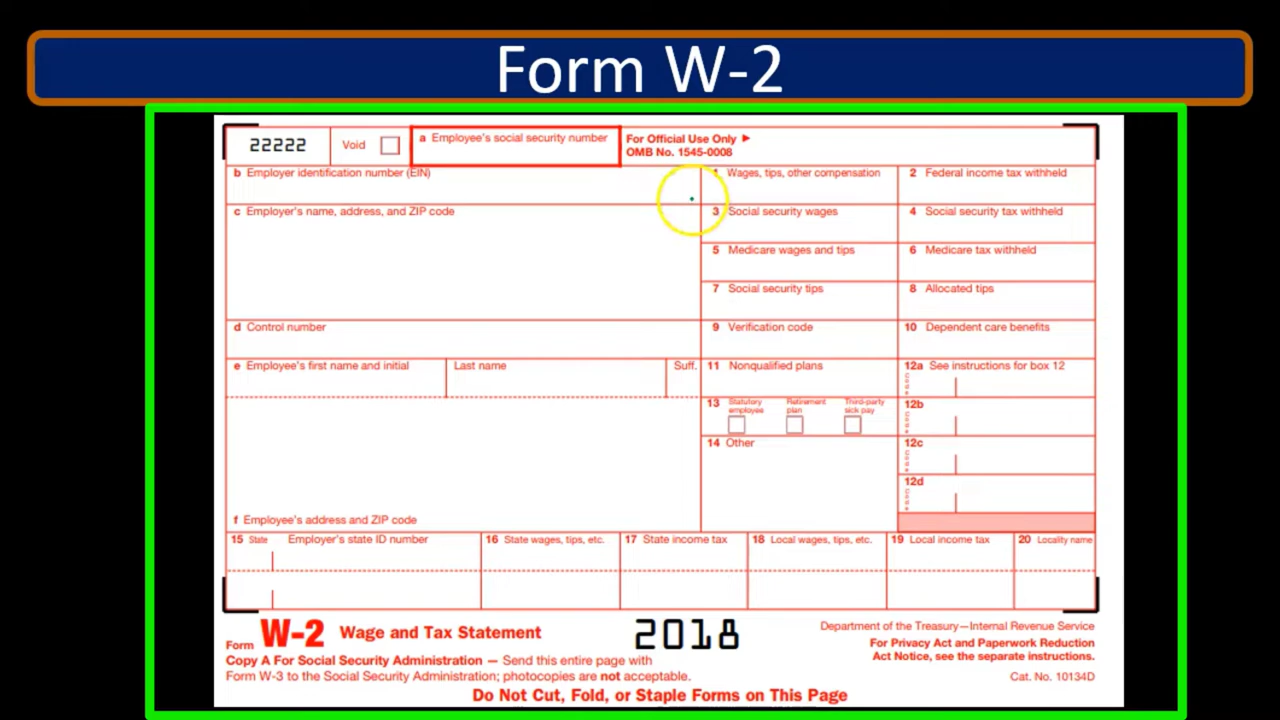 Form W-2
22222 Void a Employee's social security number For Official Use Only ►
OMB No. 1545-0008
b Employer identification number (EIN) 1 Wages, tips, other compensation 2 Federal income tax withheld
c Employer's name, address, and ZIP code 3 Social security wages 4 Social security tax withheld
5 Medicare wages and tips 6 Medicare tax withheld
7 Social security tips 8 Allocated tips
d Control number 9 Verification code 10 Dependent care benefits
e Employee's first name and initial Last name Suff. 11 Nonqualified plans 12a See instructions for box 12
13 Statutory employee Retirement plan Third-party sick pay 12b
14 Other 12c
12d
f Employee's address and ZIP code
15 State Employer's state ID number 16 State wages, tips, etc. 17 State income tax 18 Local wages, tips, etc. 19 Local income tax 20 Locality name
Form W-2 Wage and Tax Statement 2018 Department of the Treasury—Internal Revenue Service
For Privacy Act and Paperwork Reduction
Act Notice, see the separate instructions.
Copy A For Social Security Administration — Send this entire page with
Form W-3 to the Social Security Administration; photocopies are not acceptable. Cat. No. 10134D
Do Not Cut, Fold, or Staple Forms on This Page